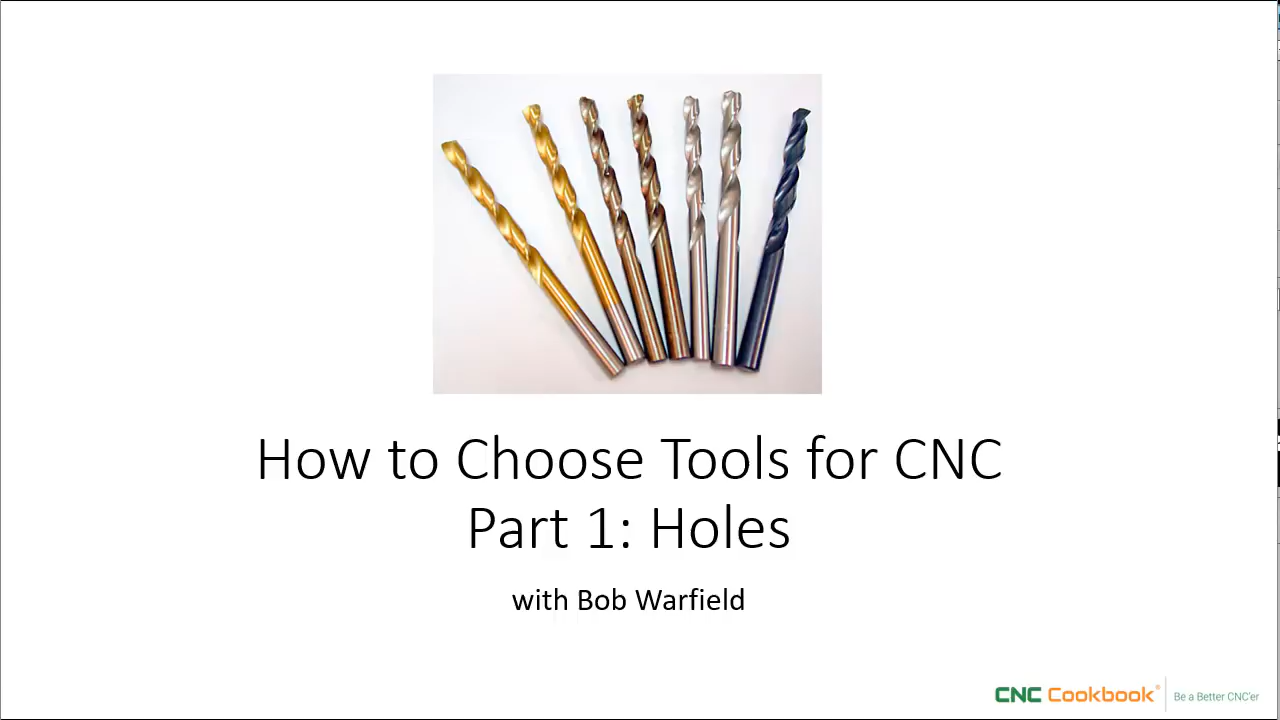 How to Choose Tools for CNC
Part 1: Holes
with Bob Warfield
CNC Cookbook® Be a Better CNC'er